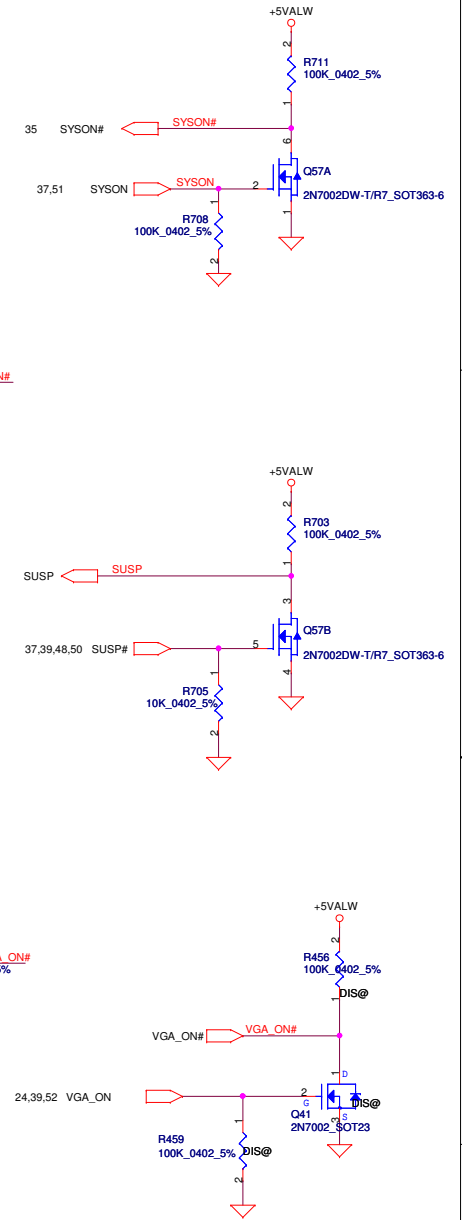 +5VALW
2
R711
100K_0402_5%
1
35 SYSON# SYSON#
6
Q57A
37,51 SYSON SYSON 2
2N7002DW-T/R7_SOT363-6
1
1
R708
100K_0402_5%
2
N#
+5VALW
2
R703
100K_0402_5%
1
SUSP SUSP
3
Q57B
37,39,48,50 SUSP# 5
2N7002DW-T/R7_SOT363-6
4
1
R705
10K_0402_5%
2
+5VALW
2
R456
100K_0402_5%
_ON#
%
DIS@
1
VGA_ON# VGA_ON#
1 D
24,39,52 VGA_ON 2
G
DIS@
Q41
3 S
2N7002_SOT23
1
R459
100K_0402_5%
DIS@
2